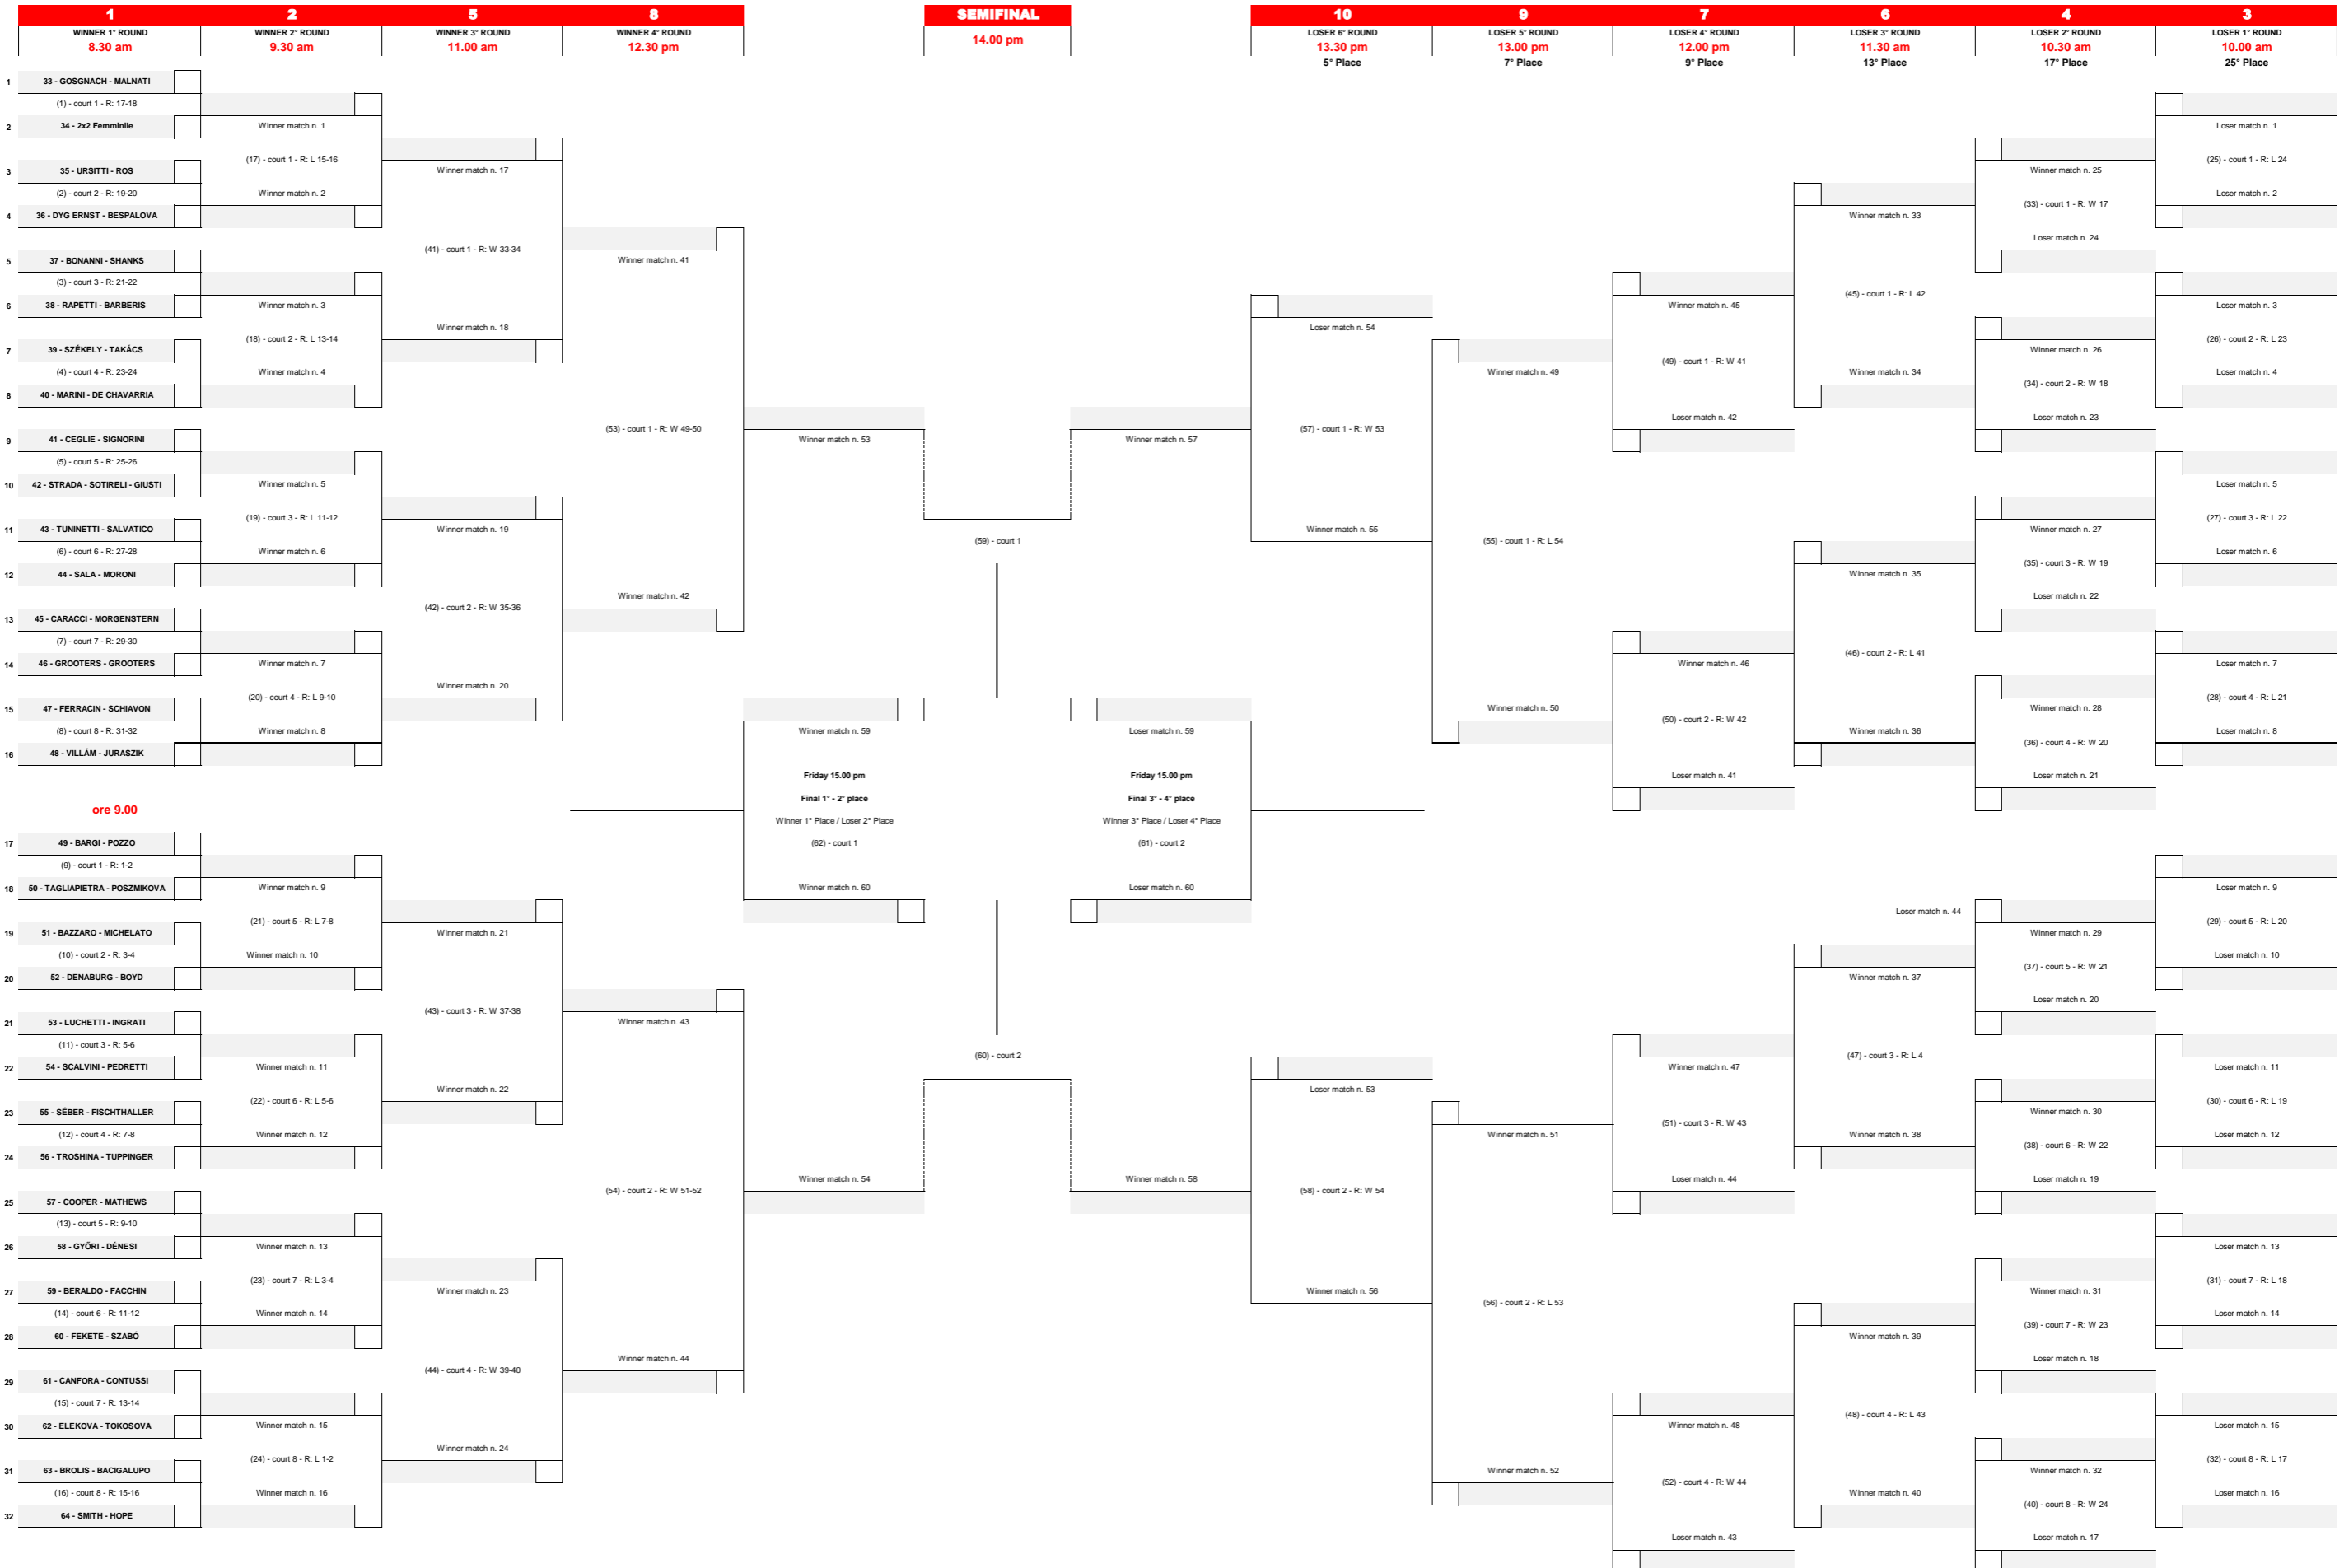 1 2 5 8 SEMIFINAL 10 9 7 6 4 3
WINNER 1° ROUND WINNER 2° ROUND WINNER 3° ROUND WINNER 4° ROUND LOSER 6° ROUND LOSER 5° ROUND LOSER 4° ROUND LOSER 3° ROUND LOSER 2° ROUND LOSER 1° ROUND
8.30 am 9.30 am 11.00 am 12.30 pm 14.00 pm 13.30 pm 13.00 pm 12.00 pm 11.30 am 10.30 am 10.00 am
5° Place 7° Place 9° Place 13° Place 17° Place 25° Place
1 33 - GOSGNACH - MALNATI
(1) - court 1 - R: 17-18
2 34 - 2x2 Femminile
3 35 - URSITTI - ROS
(2) - court 2 - R: 19-20
4 36 - DYG ERNST - BESPALOVA
5 37 - BONANNI - SHANKS
(3) - court 3 - R: 21-22
6 38 - RAPETTI - BARBERIS
7 39 - SZÉKELY - TAKÁCS
(4) - court 4 - R: 23-24
8 40 - MARINI - DE CHAVARRIA
9 41 - CEGLIE - SIGNORINI
(5) - court 5 - R: 25-26
10 42 - STRADA - SOTIRELI - GIUSTI
11 43 - TUNINETTI - SALVATICO
(6) - court 6 - R: 27-28
12 44 - SALA - MORONI
13 45 - CARACCI - MORGENSTERN
(7) - court 7 - R: 29-30
14 46 - GROOTERS - GROOTERS
15 47 - FERRACIN - SCHIAVON
(8) - court 8 - R: 31-32
16 48 - VILLÁM - JURASZIK
ore 9.00
17 49 - BARGI - POZZO
(9) - court 1 - R: 1-2
18 50 - TAGLIAPIETRA - POSZMIKOVA
19 51 - BAZZARO - MICHELATO
(10) - court 2 - R: 3-4
20 52 - DENABURG - BOYD
21 53 - LUCHETTI - INGRATI
(11) - court 3 - R: 5-6
22 54 - SCALVINI - PEDRETTI
23 55 - SÉBER - FISCHTHALLER
(12) - court 4 - R: 7-8
24 56 - TROSHINA - TUPPINGER
25 57 - COOPER - MATHEWS
(13) - court 5 - R: 9-10
26 58 - GYŐRI - DÉNESI
27 59 - BERALDO - FACCHIN
(14) - court 6 - R: 11-12
28 60 - FEKETE - SZABÓ
29 61 - CANFORA - CONTUSSI
(15) - court 7 - R: 13-14
30 62 - ELEKOVA - TOKOSOVA
31 63 - BROLIS - BACIGALUPO
(16) - court 8 - R: 15-16
32 64 - SMITH - HOPE
Winner match n. 1
(17) - court 1 - R: L 15-16
Winner match n. 2
Winner match n. 3
(18) - court 2 - R: L 13-14
Winner match n. 4
Winner match n. 5
(19) - court 3 - R: L 11-12
Winner match n. 6
Winner match n. 7
(20) - court 4 - R: L 9-10
Winner match n. 8
Winner match n. 9
(21) - court 5 - R: L 7-8
Winner match n. 10
Winner match n. 11
(22) - court 6 - R: L 5-6
Winner match n. 12
Winner match n. 13
(23) - court 7 - R: L 3-4
Winner match n. 14
Winner match n. 15
(24) - court 8 - R: L 1-2
Winner match n. 16
Winner match n. 17
(41) - court 1 - R: W 33-34
Winner match n. 18
Winner match n. 19
(42) - court 2 - R: W 35-36
Winner match n. 20
Winner match n. 21
(43) - court 3 - R: W 37-38
Winner match n. 22
Winner match n. 23
(44) - court 4 - R: W 39-40
Winner match n. 24
Winner match n. 41
(53) - court 1 - R: W 49-50
Winner match n. 42
Winner match n. 43
(54) - court 2 - R: W 51-52
Winner match n. 44
Winner match n. 53
Winner match n. 59
Friday 15.00 pm
Final 1° - 2° place
Winner 1° Place / Loser 2° Place
(62) - court 1
Winner match n. 60
Winner match n. 54
(59) - court 1
(60) - court 2
Winner match n. 57
Loser match n. 59
Friday 15.00 pm
Final 3° - 4° place
Winner 3° Place / Loser 4° Place
(61) - court 2
Loser match n. 60
Winner match n. 58
Loser match n. 54
(57) - court 1 - R: W 53
Winner match n. 55
Loser match n. 53
(58) - court 2 - R: W 54
Winner match n. 56
Winner match n. 49
(55) - court 1 - R: L 54
Winner match n. 50
Winner match n. 51
(56) - court 2 - R: L 53
Winner match n. 52
Winner match n. 45
(49) - court 1 - R: W 41
Loser match n. 42
Winner match n. 46
(50) - court 2 - R: W 42
Loser match n. 41
Winner match n. 47
(51) - court 3 - R: W 43
Loser match n. 44
Winner match n. 48
(52) - court 4 - R: W 44
Loser match n. 43
Winner match n. 33
(45) - court 1 - R: L 42
Winner match n. 34
Winner match n. 35
(46) - court 2 - R: L 41
Winner match n. 36
Loser match n. 44
Winner match n. 37
(47) - court 3 - R: L 4
Winner match n. 38
Winner match n. 39
(48) - court 4 - R: L 43
Winner match n. 40
Winner match n. 25
(33) - court 1 - R: W 17
Loser match n. 24
Winner match n. 26
(34) - court 2 - R: W 18
Loser match n. 23
Winner match n. 27
(35) - court 3 - R: W 19
Loser match n. 22
Winner match n. 28
(36) - court 4 - R: W 20
Loser match n. 21
Winner match n. 29
(37) - court 5 - R: W 21
Loser match n. 20
Winner match n. 30
(38) - court 6 - R: W 22
Loser match n. 19
Winner match n. 31
(39) - court 7 - R: W 23
Loser match n. 18
Winner match n. 32
(40) - court 8 - R: W 24
Loser match n. 17
Loser match n. 1
(25) - court 1 - R: L 24
Loser match n. 2
Loser match n. 3
(26) - court 2 - R: L 23
Loser match n. 4
Loser match n. 5
(27) - court 3 - R: L 22
Loser match n. 6
Loser match n. 7
(28) - court 4 - R: L 21
Loser match n. 8
Loser match n. 9
(29) - court 5 - R: L 20
Loser match n. 10
Loser match n. 11
(30) - court 6 - R: L 19
Loser match n. 12
Loser match n. 13
(31) - court 7 - R: L 18
Loser match n. 14
Loser match n. 15
(32) - court 8 - R: L 17
Loser match n. 16